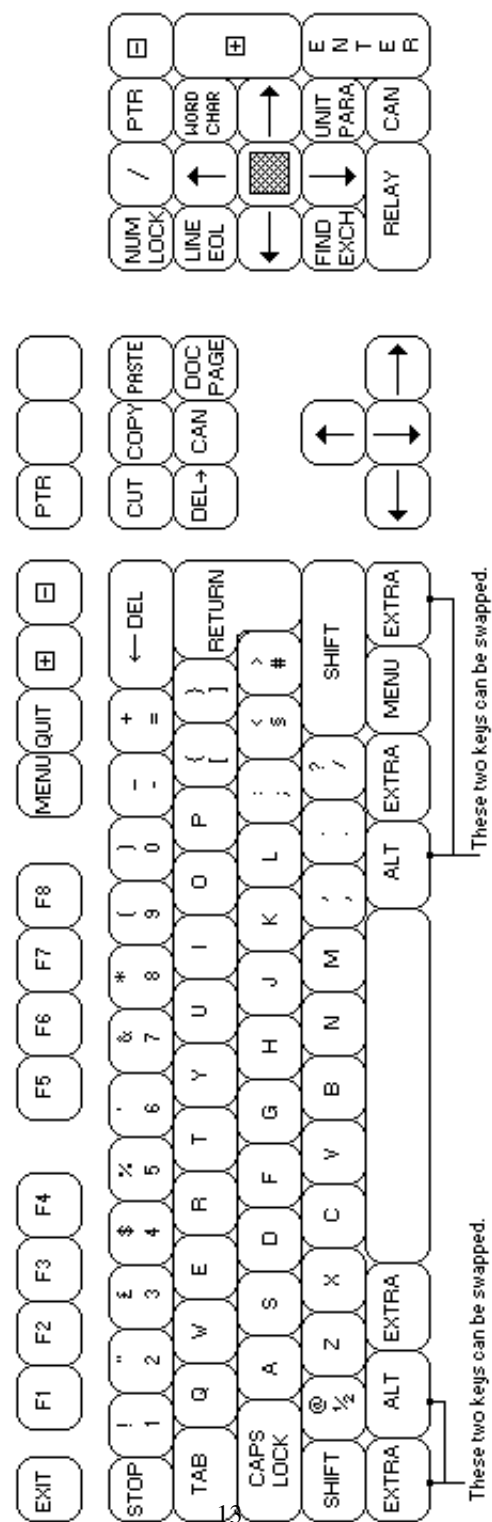 EXIT F1 F2 F3 F4 F5 F6 F7 F8 MENU QUIT ⊞ ⊟ PTR
! " £ $ % ' & * ( ) _ +
STOP 1 2 3 4 5 6 7 8 9 0 - = ← DEL CUT COPY PASTE NUM LOCK / PTR ⊟
{ }
TAB Q W E R T Y U I O P [ ] RETURN DEL→ CAN DOC PAGE LINE EOL ↑ WORD CHAR ⊞
: < >
CAPS LOCK A S D F G H J K L ; § # ← →
@ , . ?
SHIFT ½ Z X C V B N M , . / SHIFT ↑ FIND EXCH ↓ UNIT PARA ENTER
EXTRA ALT EXTRA ALT EXTRA MENU EXTRA ← ↓ → RELAY CAN
These two keys can be swapped. These two keys can be swapped.
13